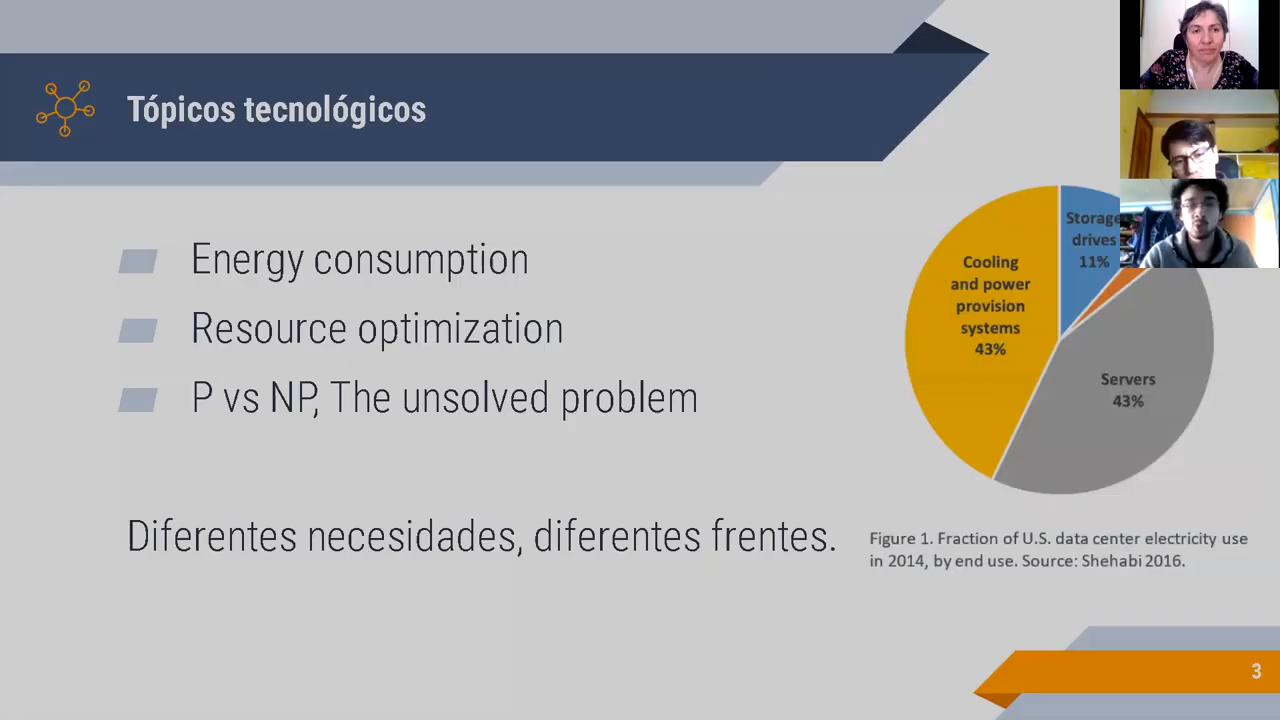 Tópicos tecnológicos
Energy consumption
Resource optimization
P vs NP, The unsolved problem
Diferentes necesidades, diferentes frentes.
Storage
drives
11%
Cooling
and power
provision
systems
43%
Servers
43%
Figure 1. Fraction of U.S. data center electricity use
in 2014, by end use. Source: Shehabi 2016.
3